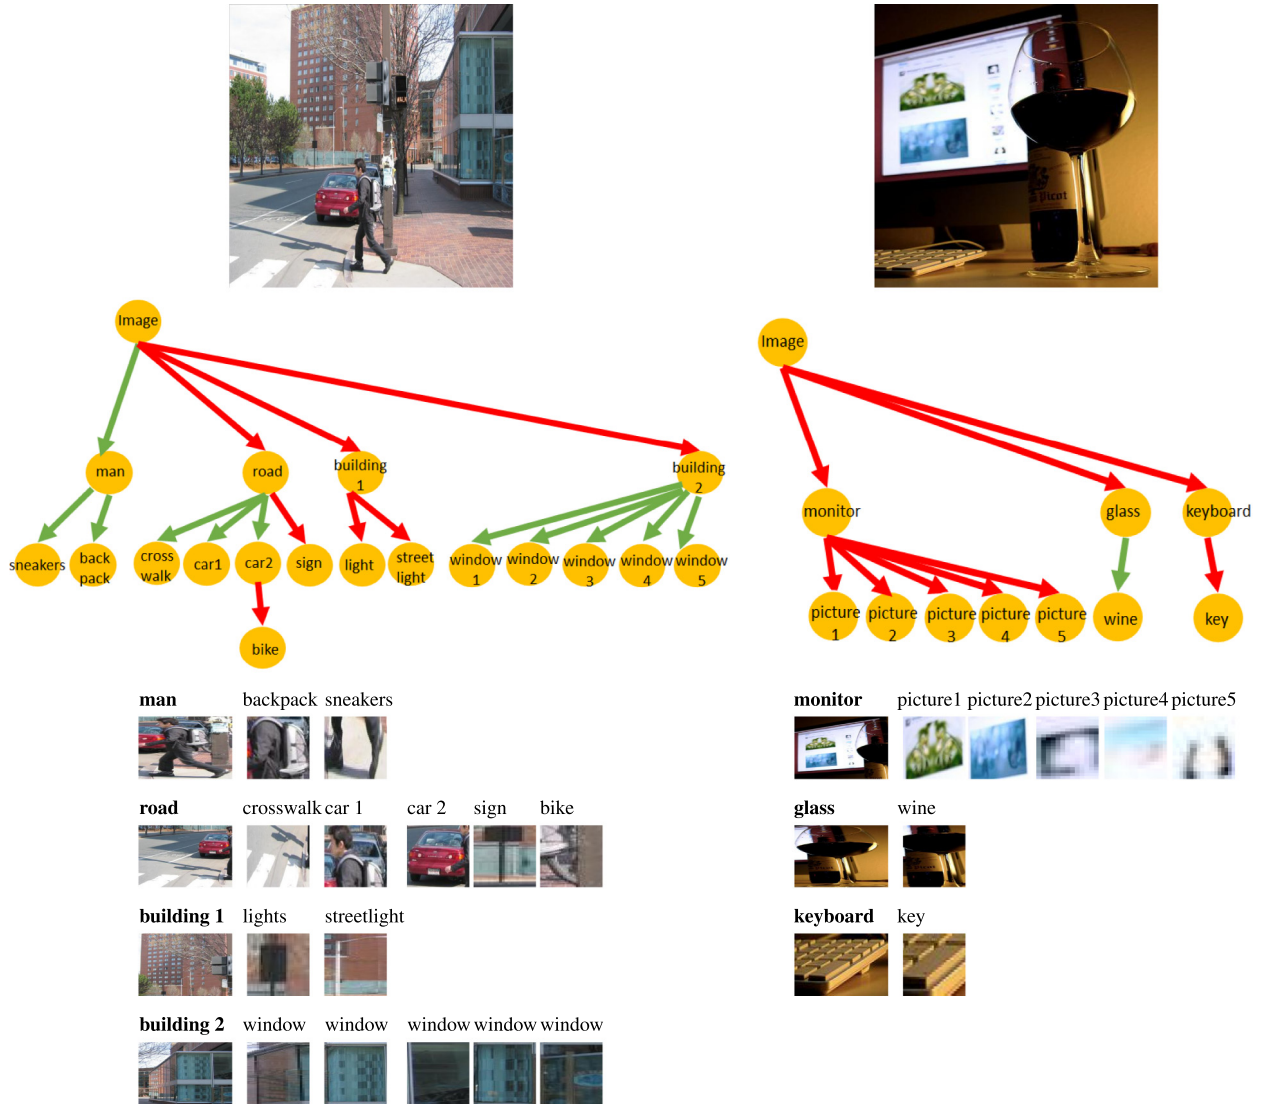 Picot
Image
man
road
building
1
building
2
sneakers
back
pack
cross
walk
car1
car2
sign
light
street
light
window
1
window
2
window
3
window
4
window
5
bike
Image
monitor
glass
keyboard
picture
1
picture
2
picture
3
picture
4
picture
5
wine
key
man backpack sneakers
road crosswalk car 1 car 2 sign bike
building 1 lights streetlight
building 2 window window window window window
monitor picture1 picture2 picture3 picture4 picture5
glass wine
keyboard key